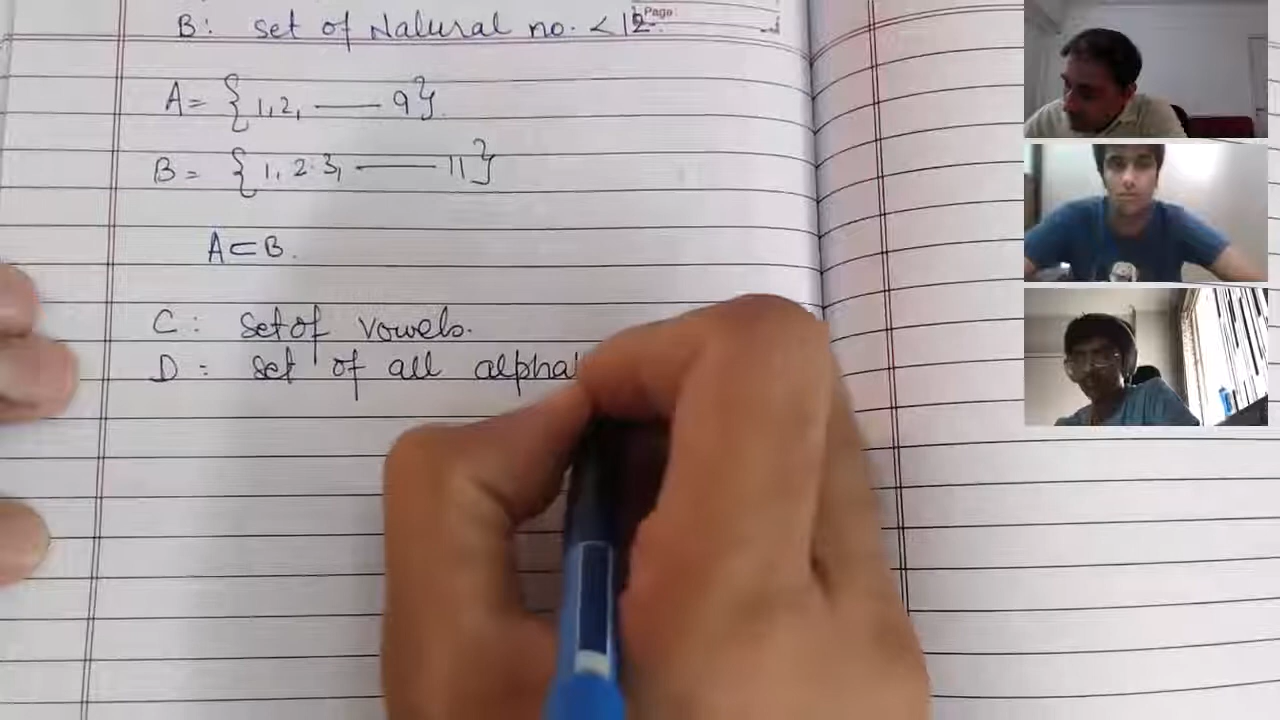 Page:
B: set of Natural no. < 12.
A = { 1, 2, —— 9 }.
B = { 1, 2. 3, —— 11 }
A ⊂ B.
C : set of vowels.
D : set of all